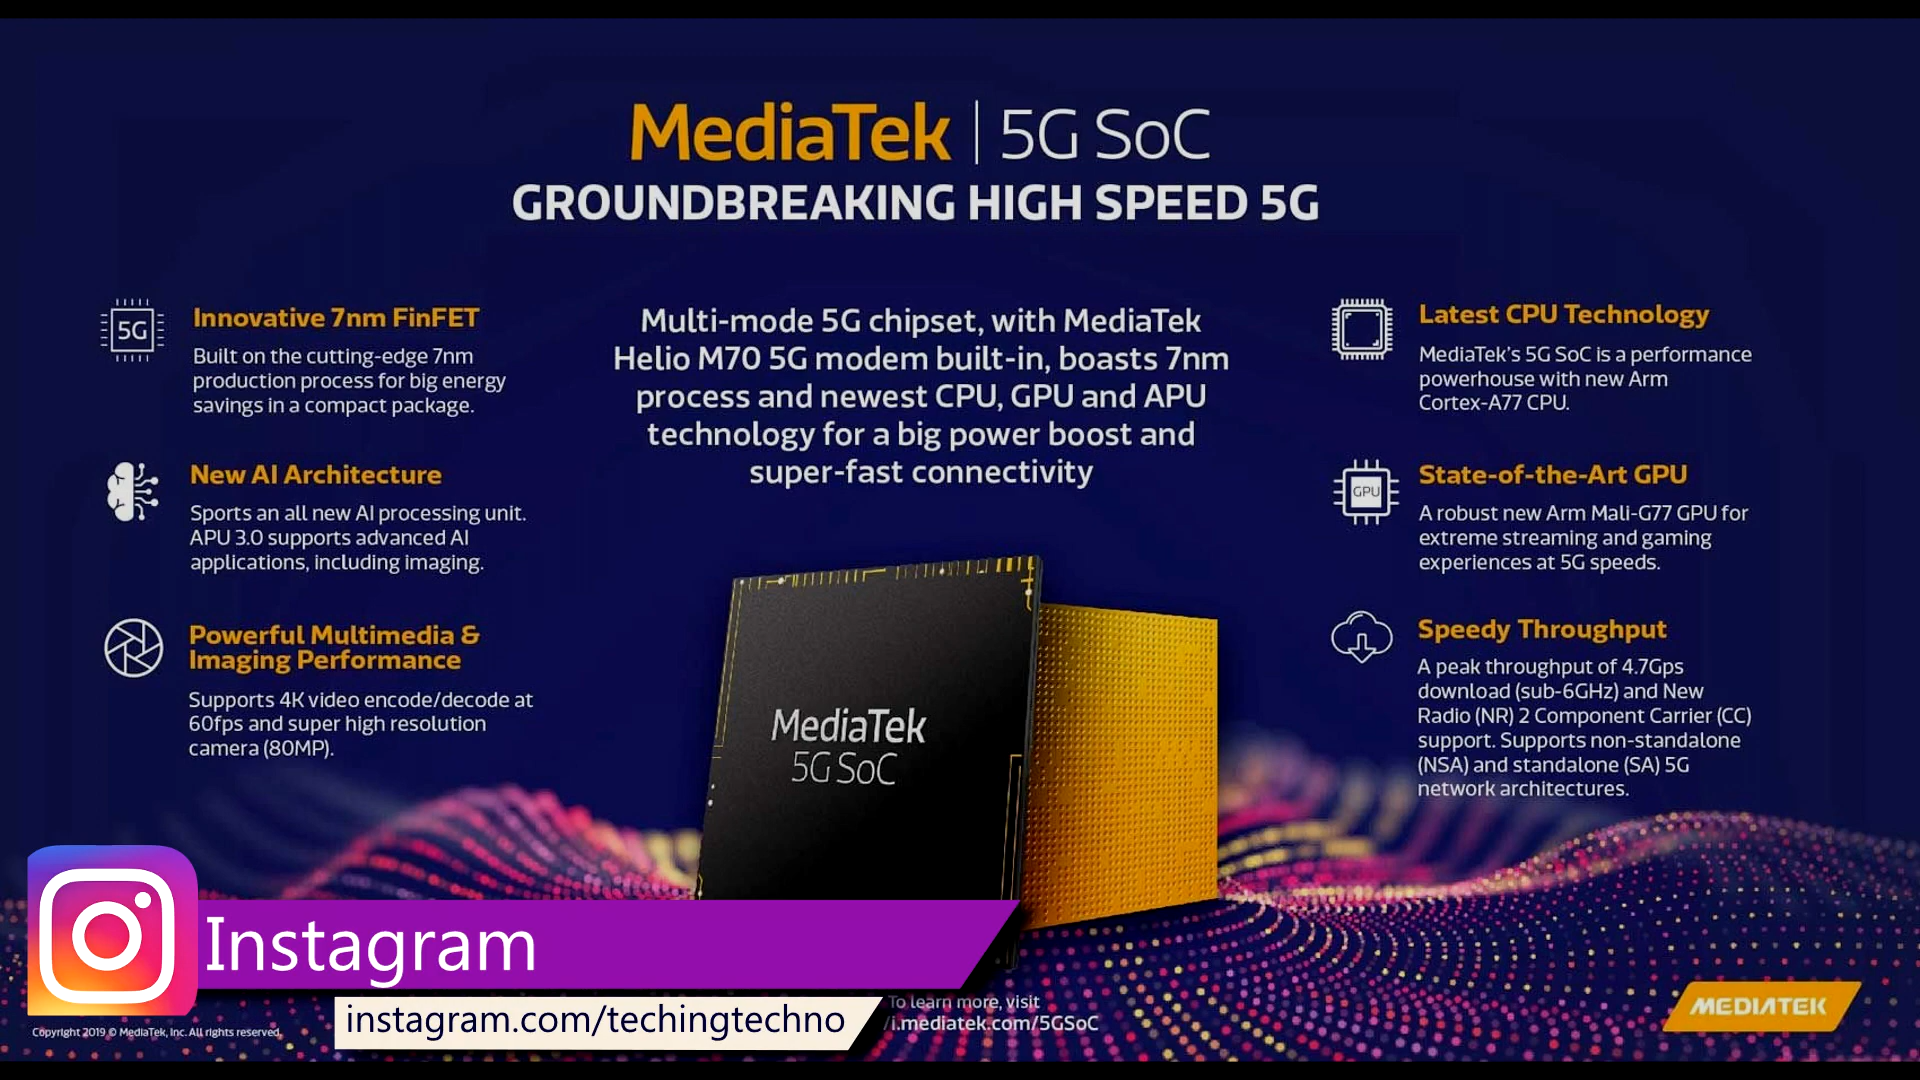 MediaTek | 5G SoC
GROUNDBREAKING HIGH SPEED 5G
5G
Innovative 7nm FinFET
Built on the cutting-edge 7nm
production process for big energy
savings in a compact package.
New AI Architecture
Sports an all new AI processing unit.
APU 3.0 supports advanced AI
applications, including imaging.
Powerful Multimedia &
Imaging Performance
Supports 4K video encode/decode at
60fps and super high resolution
camera (80MP).
Multi-mode 5G chipset, with MediaTek
Helio M70 5G modem built-in, boasts 7nm
process and newest CPU, GPU and APU
technology for a big power boost and
super-fast connectivity
MediaTek
5G SoC
Latest CPU Technology
MediaTek's 5G SoC is a performance
powerhouse with new Arm
Cortex-A77 CPU.
GPU
State-of-the-Art GPU
A robust new Arm Mali-G77 GPU for
extreme streaming and gaming
experiences at 5G speeds.
Speedy Throughput
A peak throughput of 4.7Gps
download (sub-6GHz) and New
Radio (NR) 2 Component Carrier (CC)
support. Supports non-standalone
(NSA) and standalone (SA) 5G
network architectures.
Instagram
instagram.com/techingtechno
To learn more, visit
/i.mediatek.com/5GSoC
Copyright 2019 © MediaTek, Inc. All rights reserved.
MEDIATEK